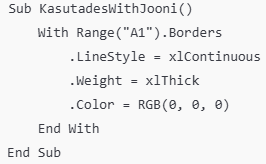 Sub KasutadesWithJooni()
    With Range("A1").Borders
        .LineStyle = xlContinuous
        .Weight = xlThick
        .Color = RGB(0, 0, 0)
    End With
End Sub